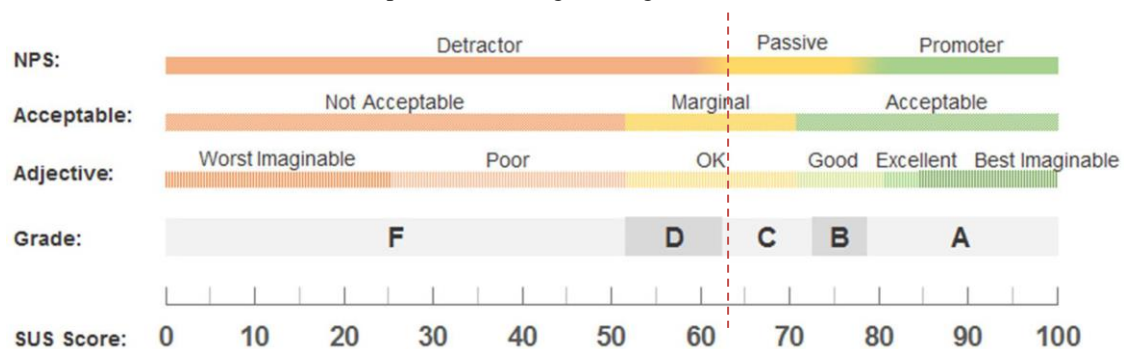 NPS: Detractor Passive Promoter
Acceptable: Not Acceptable Marginal Acceptable
Adjective: Worst Imaginable Poor OK Good Excellent Best Imaginable
Grade: F D C B A
SUS Score: 0 10 20 30 40 50 60 70 80 90 100